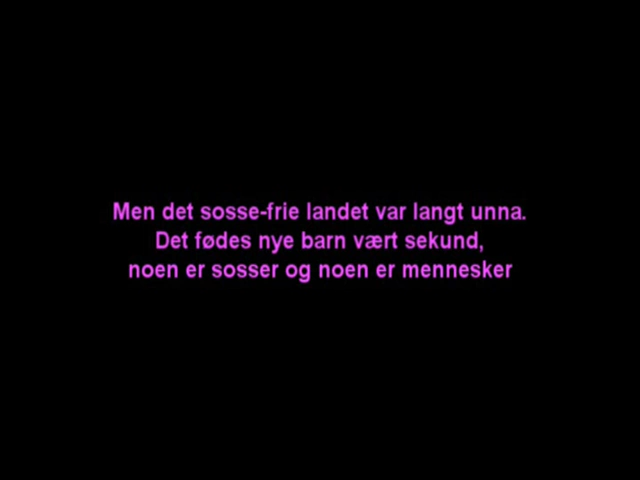 Men det sosse-frie landet var langt unna.
Det fødes nye barn vært sekund,
noen er sosser og noen er mennesker